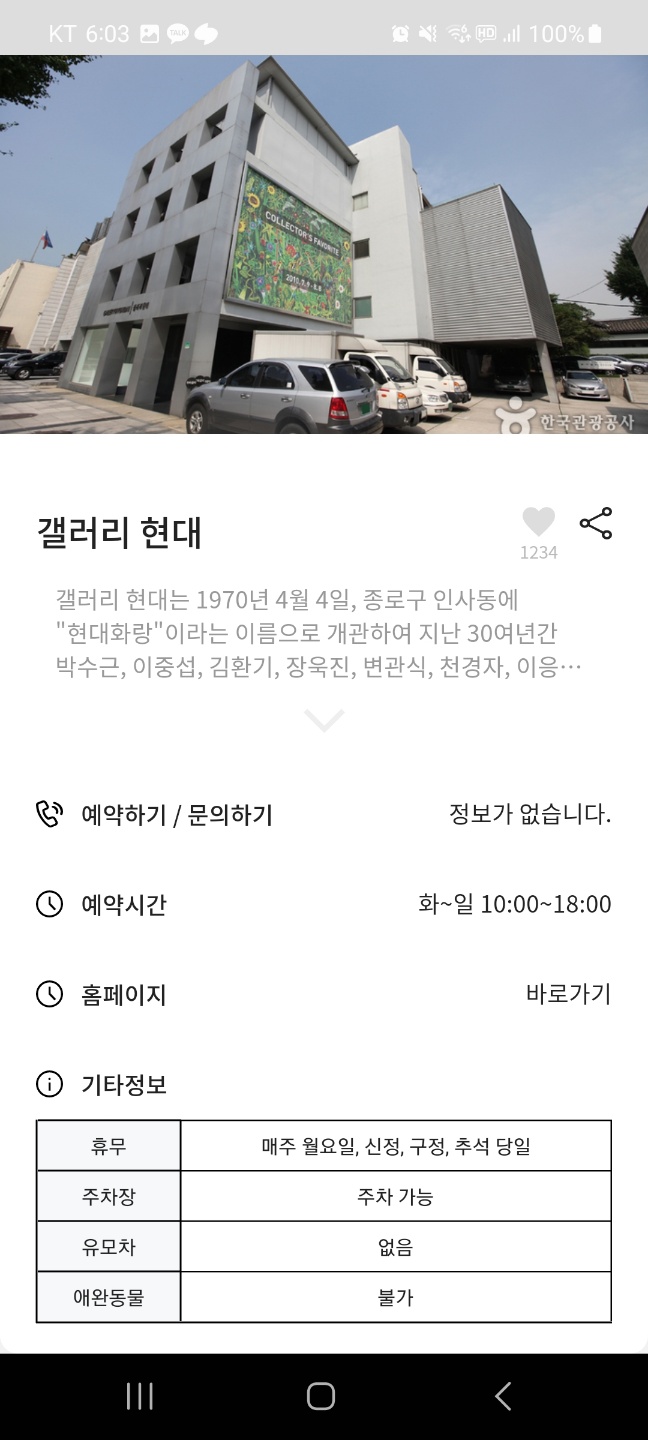 KT 6:03 TALK 6 HD 100%
COLLECTOR'S FAVORITE
2010.7.9 - 8.8
한국관광공사
갤러리 현대
1234
갤러리 현대는 1970년 4월 4일, 종로구 인사동에
"현대화랑"이라는 이름으로 개관하여 지난 30여년간
박수근, 이중섭, 김환기, 장욱진, 변관식, 천경자, 이응…
예약하기 / 문의하기 정보가 없습니다.
예약시간 화~일 10:00~18:00
홈페이지 바로가기
기타정보
휴무 매주 월요일, 신정, 구정, 추석 당일
주차장 주차 가능
유모차 없음
애완동물 불가